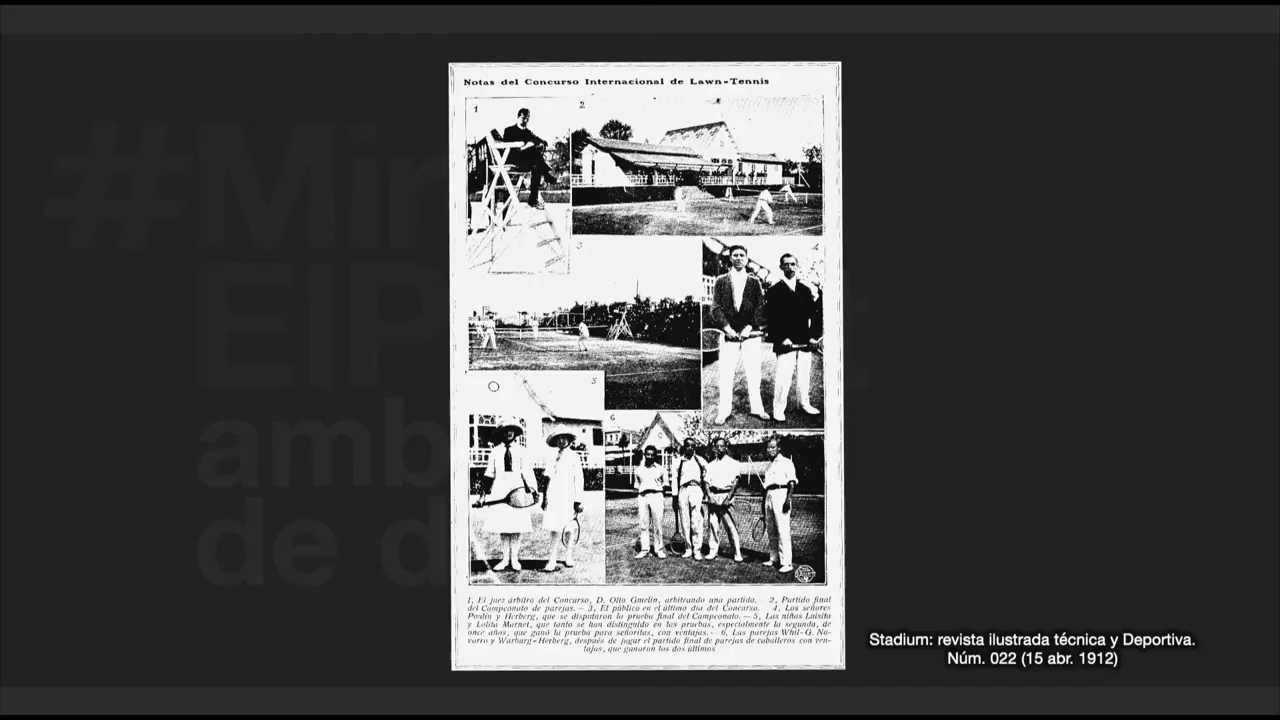 Notas del Concurso Internacional de Lawn-Tennis
1
2
3
4
5
6
1, El juez árbitro del Concurso, D. Otto Gmelin, arbitrando una partida. 2, Partido final
del Campeonato de parejas. — 3, El público en el último día del Concurso. 4, Los señores
y Herberg, que se disputaron la prueba final del Campeonato. — 5, Las niñas Luisita
y Lolita Marnet, que tanto se han distinguido en las pruebas, especialmente la segunda, de
once años, que ganó la prueba para señoritas, con ventajas. — 6, Las parejas Whil-G. Na-
varro y Warburg-Herberg, después de jugar el partido final de parejas de caballeros con ven-
tajas, que ganaron los dos últimos
Stadium: revista ilustrada técnica y Deportiva.
Núm. 022 (15 abr. 1912)
#Min
ElP t
amb
de d